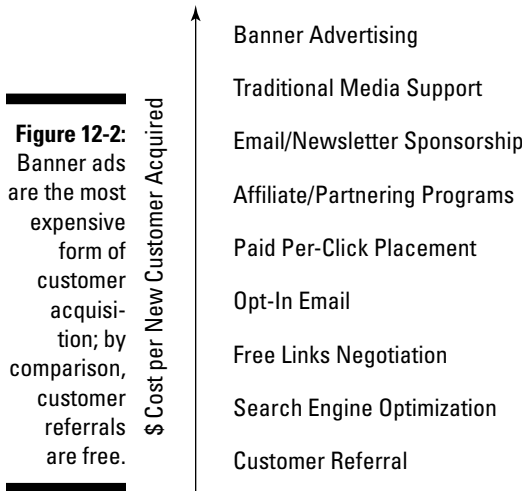 Figure 12-2:
Banner ads
are the most
expensive
form of
customer
acquisi-
tion; by
comparison,
customer
referrals
are free.
$ Cost per New Customer Acquired
Banner Advertising
Traditional Media Support
Email/Newsletter Sponsorship
Affiliate/Partnering Programs
Paid Per-Click Placement
Opt-In Email
Free Links Negotiation
Search Engine Optimization
Customer Referral